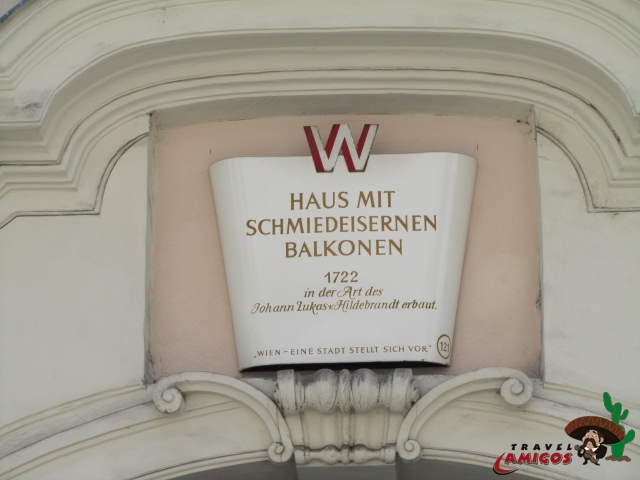 W
HAUS MIT
SCHMIEDEISERNEN
BALKONEN
1722
in der Art des
Johann Lukas v. Hildebrandt erbaut.
„WIEN – EINE STADT STELLT SICH VOR."
121
TRAVEL
AMIGOS